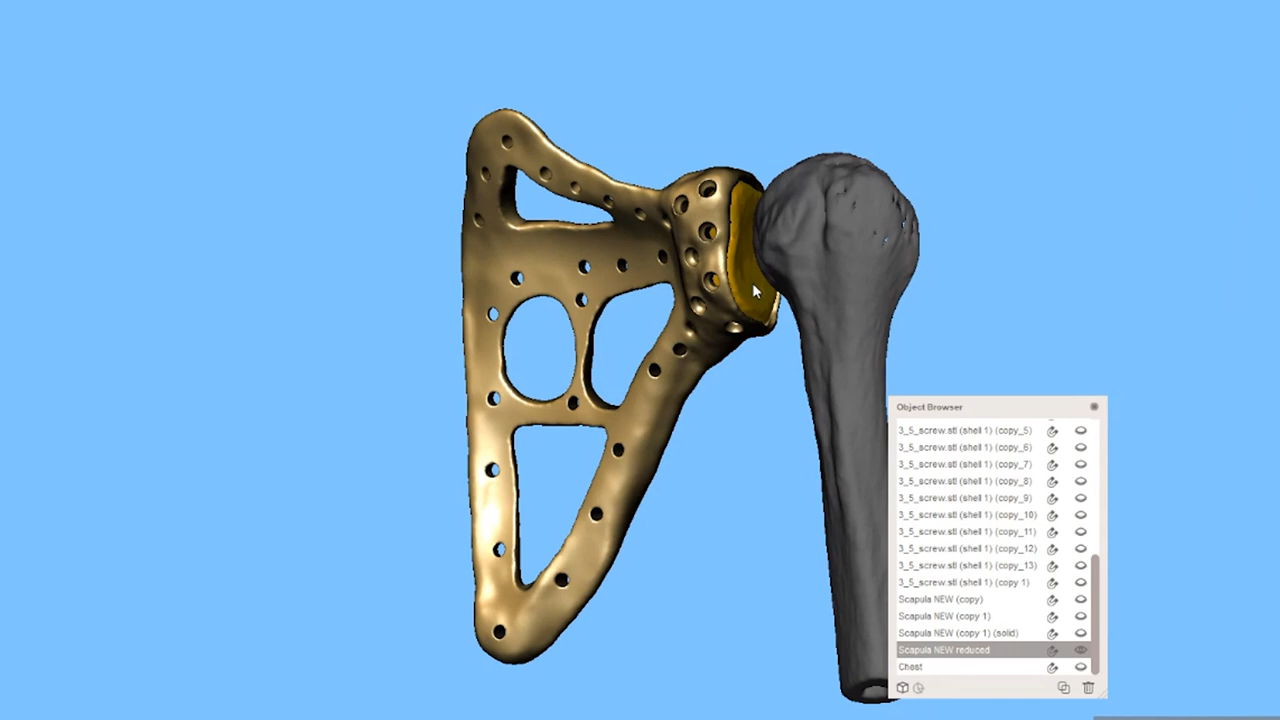 Object Browser
3_5_screw.stl (shell 1) (copy_5)
3_5_screw.stl (shell 1) (copy_6)
3_5_screw.stl (shell 1) (copy_7)
3_5_screw.stl (shell 1) (copy_8)
3_5_screw.stl (shell 1) (copy_9)
3_5_screw.stl (shell 1) (copy_10)
3_5_screw.stl (shell 1) (copy_11)
3_5_screw.stl (shell 1) (copy_12)
3_5_screw.stl (shell 1) (copy_13)
3_5_screw.stl (shell 1) (copy 1)
Scapula NEW (copy)
Scapula NEW (copy 1)
Scapula NEW (copy 1) (solid)
Scapula NEW reduced
Chest